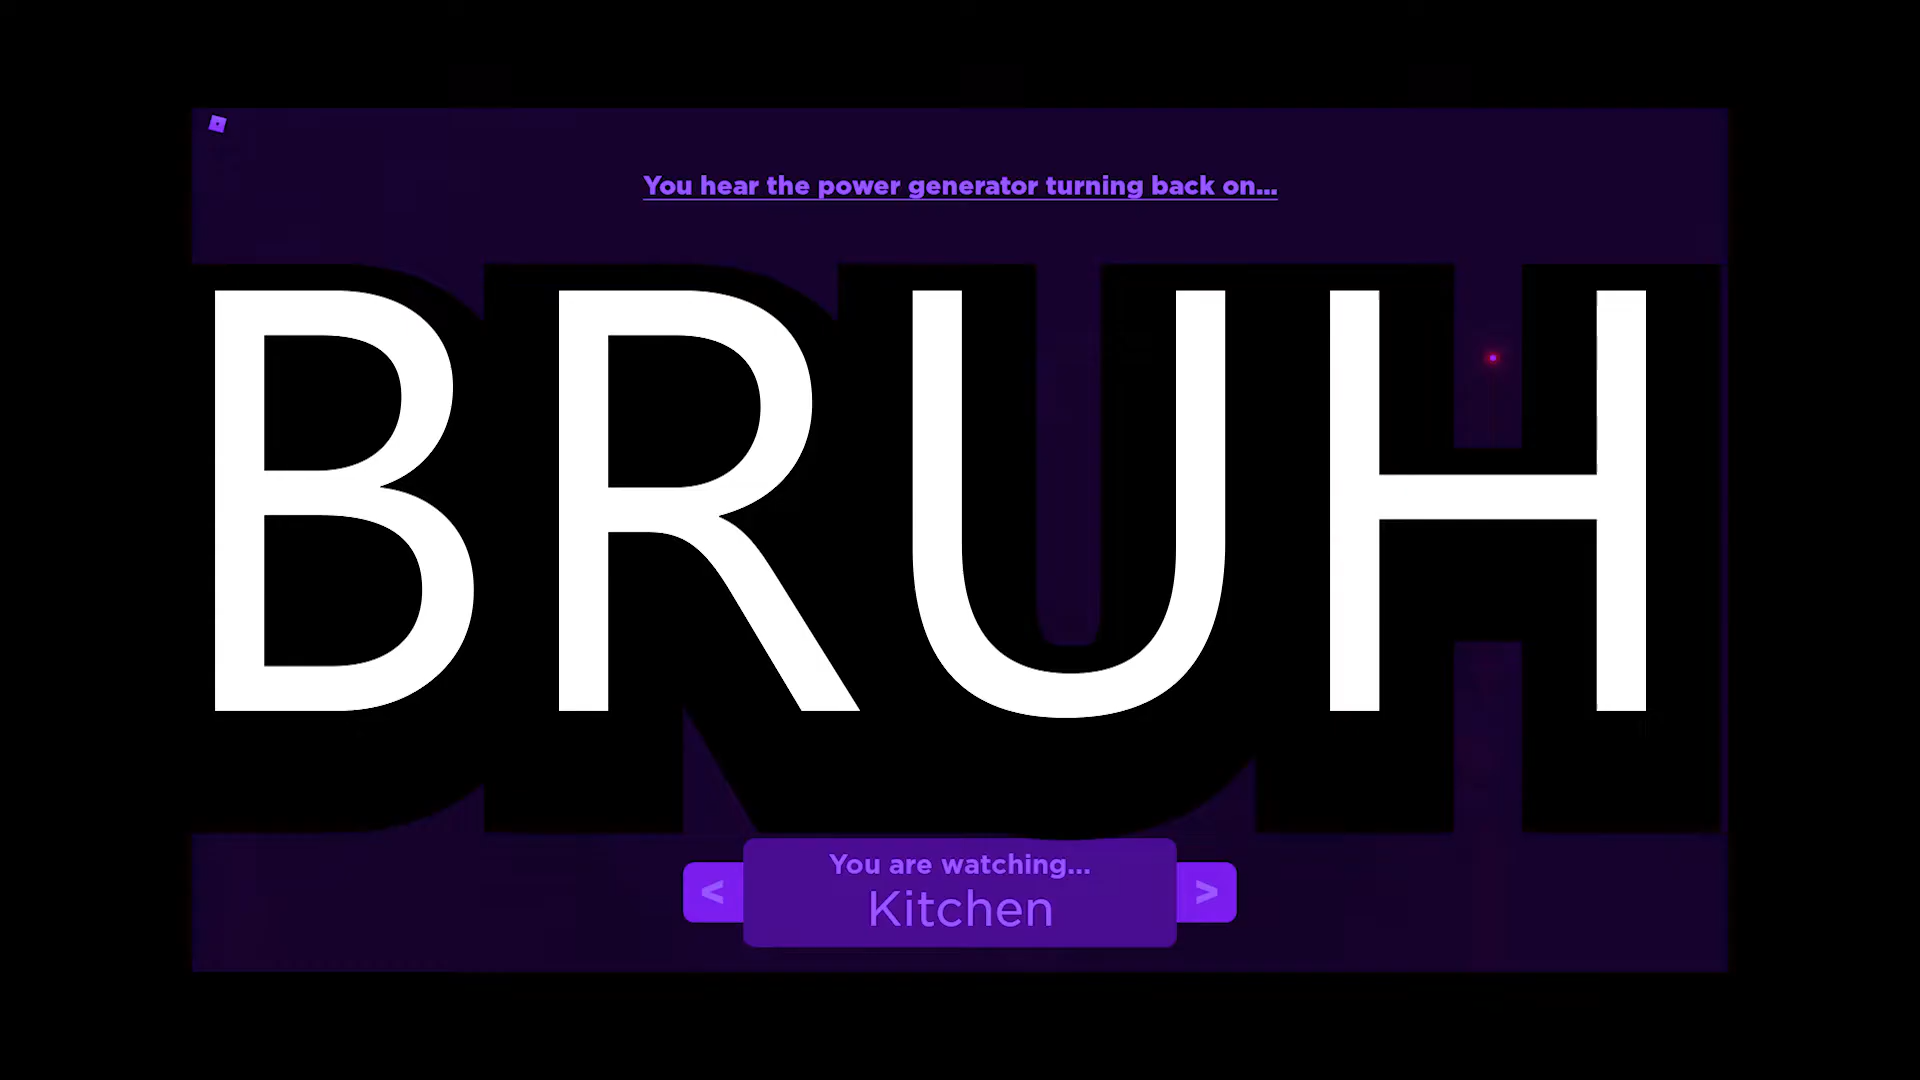 You hear the power generator turning back on...
BRUH
You are watching...
< Kitchen >